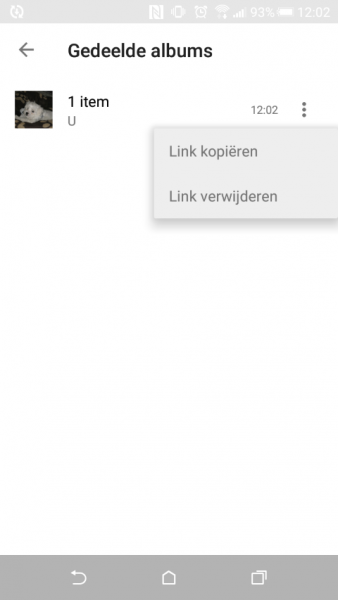 93% 12:02
Gedeelde albums
1 item
12:02
U
Link kopiëren
Link verwijderen